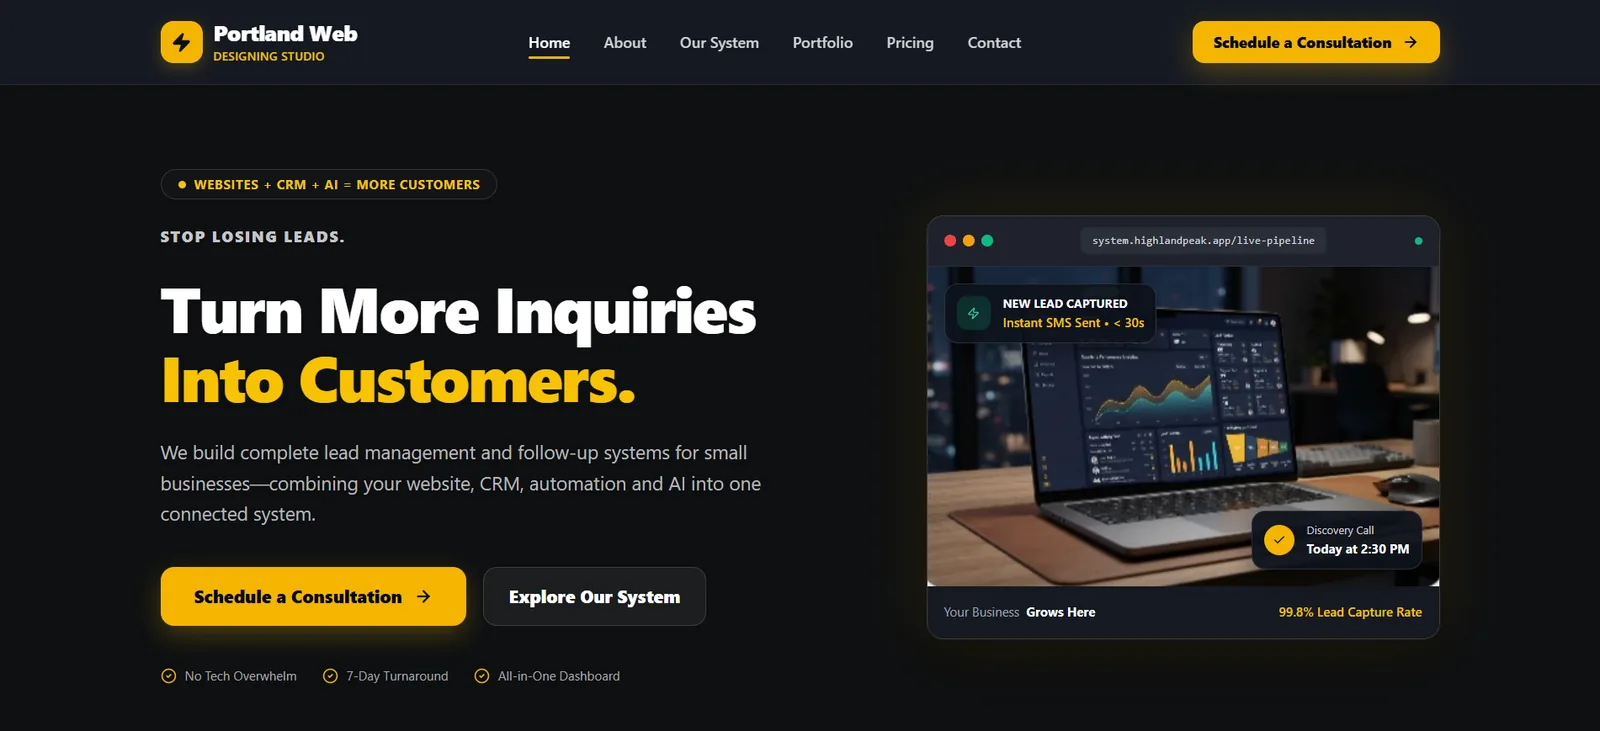 Portland Web
DESIGNING STUDIO
Home
About
Our System
Portfolio
Pricing
Contact
Schedule a Consultation →
WEBSITES + CRM + AI = MORE CUSTOMERS
STOP LOSING LEADS.
Turn More Inquiries
Into Customers.
We build complete lead management and follow-up systems for small
businesses—combining your website, CRM, automation and AI into one
connected system.
Schedule a Consultation →
Explore Our System
No Tech Overwhelm
7-Day Turnaround
All-in-One Dashboard
system.highlandpeak.app/live-pipeline
NEW LEAD CAPTURED
Instant SMS Sent • < 30s
Discovery Call
Today at 2:30 PM
Your Business Grows Here
99.8% Lead Capture Rate